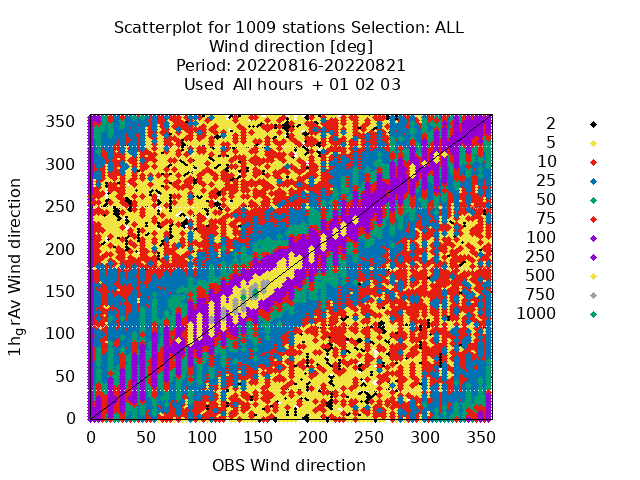 Scatterplot for 1009 stations Selection: ALL
Wind direction [deg]
Period: 20220816-20220821
Used  All hours  + 01 02 03
350
300
250
200
150
100
50
0
1h_grAv Wind direction
0 50 100 150 200 250 300 350
OBS Wind direction
2
5
10
25
50
75
100
250
500
750
1000